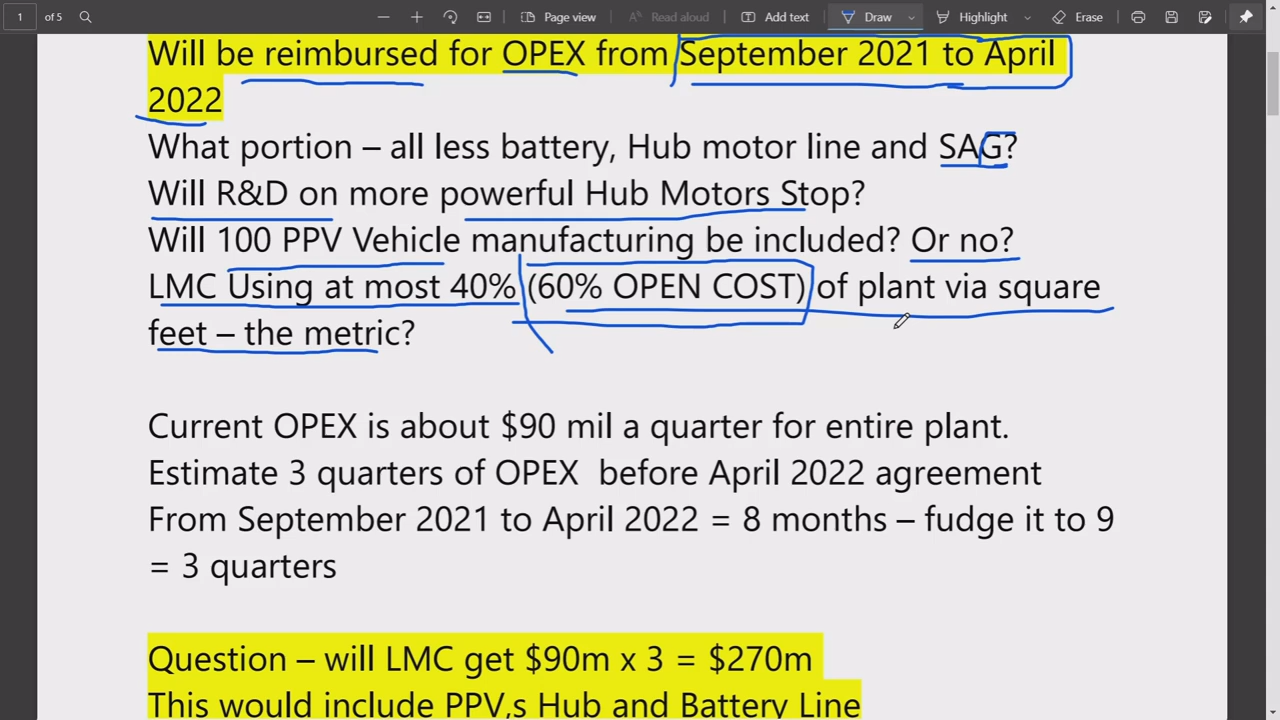 1 of 5 Page view Read aloud Add text Draw Highlight Erase
Will be reimbursed for OPEX from September 2021 to April
2022
What portion – all less battery, Hub motor line and SAG?
Will R&D on more powerful Hub Motors Stop?
Will 100 PPV Vehicle manufacturing be included? Or no?
LMC Using at most 40% (60% OPEN COST) of plant via square
feet – the metric?
Current OPEX is about $90 mil a quarter for entire plant.
Estimate 3 quarters of OPEX before April 2022 agreement
From September 2021 to April 2022 = 8 months – fudge it to 9
= 3 quarters
Question – will LMC get $90m x 3 = $270m
This would include PPV,s Hub and Battery Line